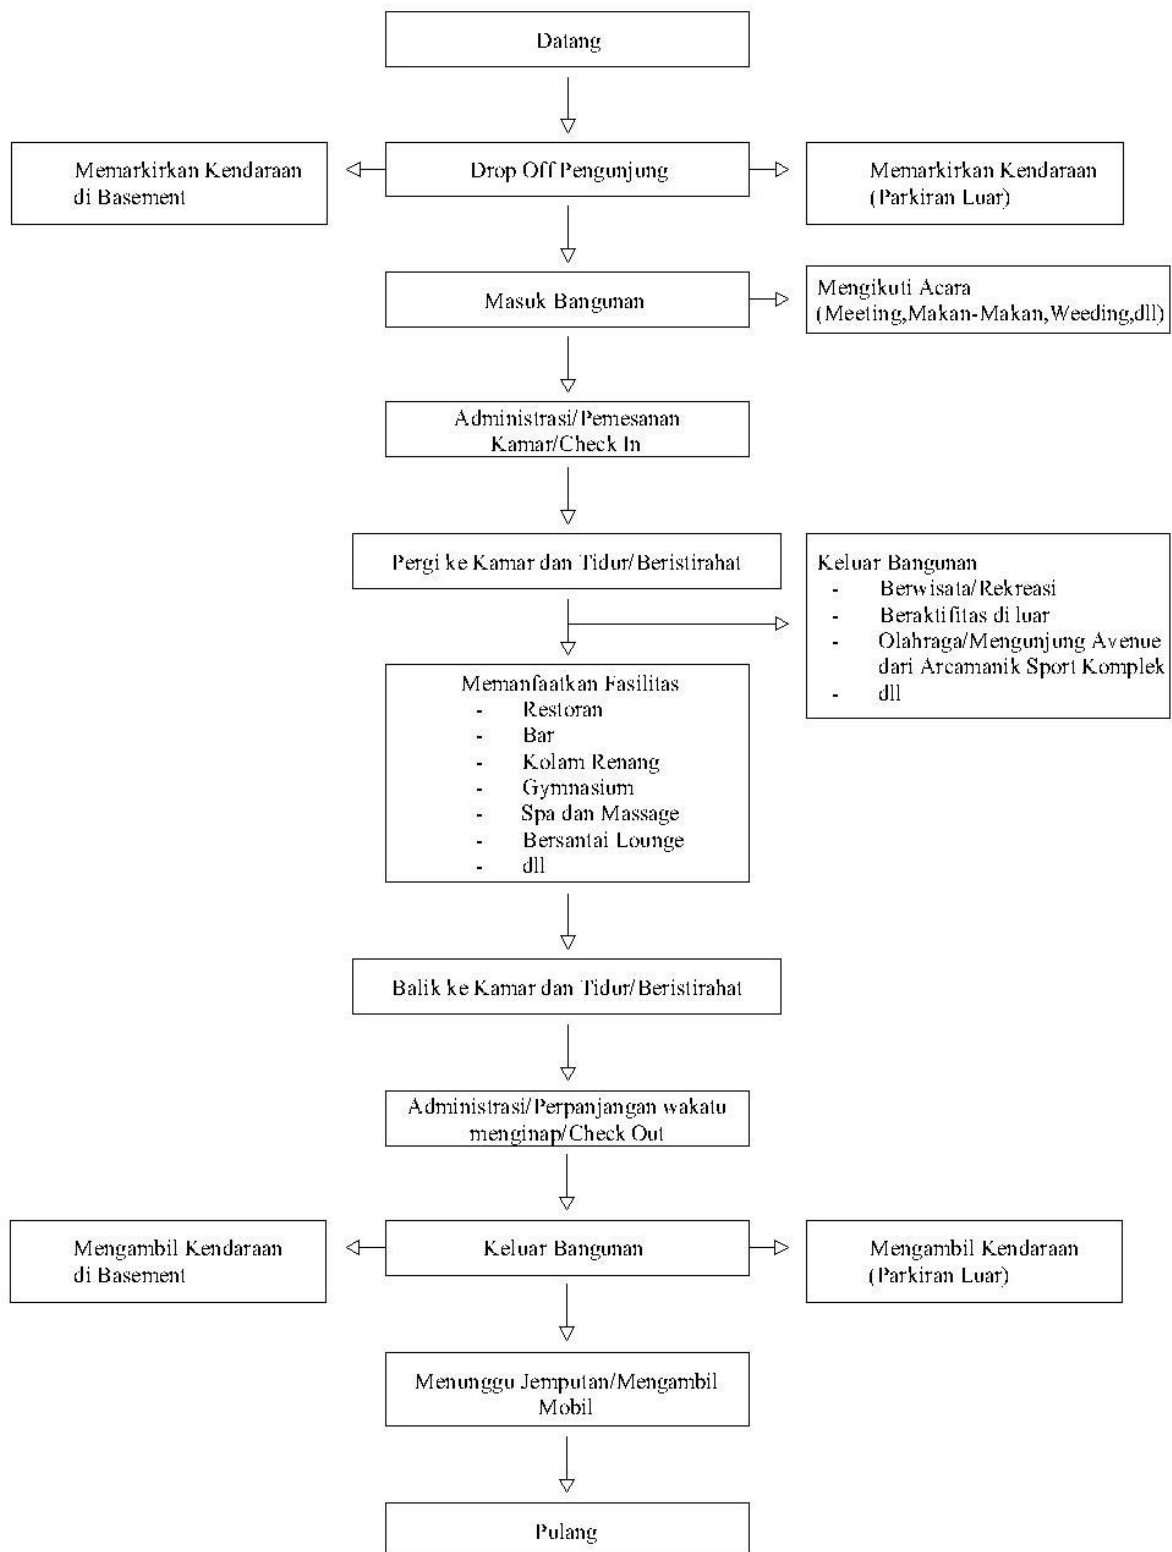 Datang
Memarkirkan Kendaraan
di Basement
Drop Off Pengunjung
Memarkirkan Kendaraan
(Parkiran Luar)
Masuk Bangunan
Mengikuti Acara
(Meeting,Makan-Makan,Weeding,dll)
Administrasi/Pemesanan
Kamar/Check In
Pergi ke Kamar dan Tidur/Beristirahat
Keluar Bangunan
- Berwisata/Rekreasi
- Beraktifitas di luar
- Olahraga/Mengunjung Avenue
dari Arcamanik Sport Komplek
- dll
Memanfaatkan Fasilitas
- Restoran
- Bar
- Kolam Renang
- Gymnasium
- Spa dan Massage
- Bersantai Lounge
- dll
Balik ke Kamar dan Tidur/Beristirahat
Administrasi/Perpanjangan wakatu
menginap/Check Out
Mengambil Kendaraan
di Basement
Keluar Bangunan
Mengambil Kendaraan
(Parkiran Luar)
Menunggu Jemputan/Mengambil
Mobil
Pulang